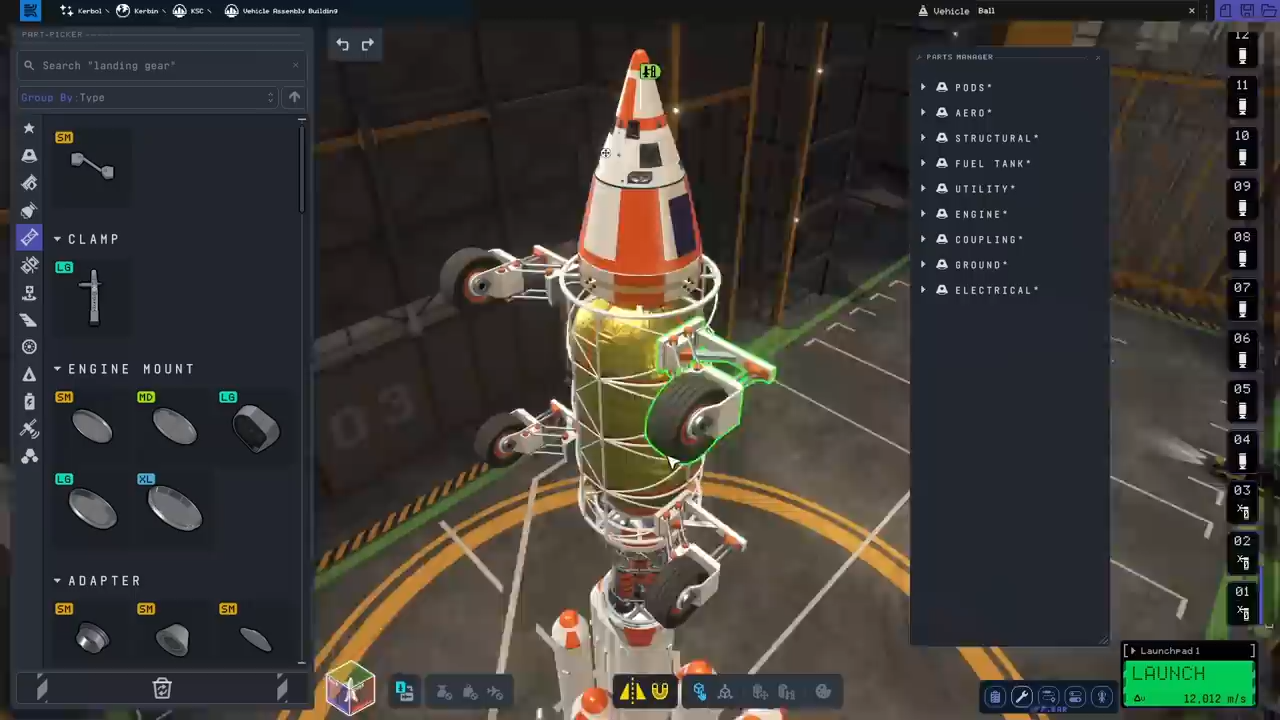 Kerbol
Kerbin
KSC
Vehicle Assembly Building
Vehicle Ball
PART-PICKER
Search "landing gear"
Group By: Type
SM
CLAMP
LG
ENGINE MOUNT
SM MD LG
LG XL
ADAPTER
SM SM SM
PARTS MANAGER
PODS*
AERO*
STRUCTURAL*
FUEL TANK*
UTILITY*
ENGINE*
COUPLING*
GROUND*
ELECTRICAL*
12
11
10
09
08
07
06
05
04
03
02
01
Launchpad 1
LAUNCH
Δv 12,012 m/s
09